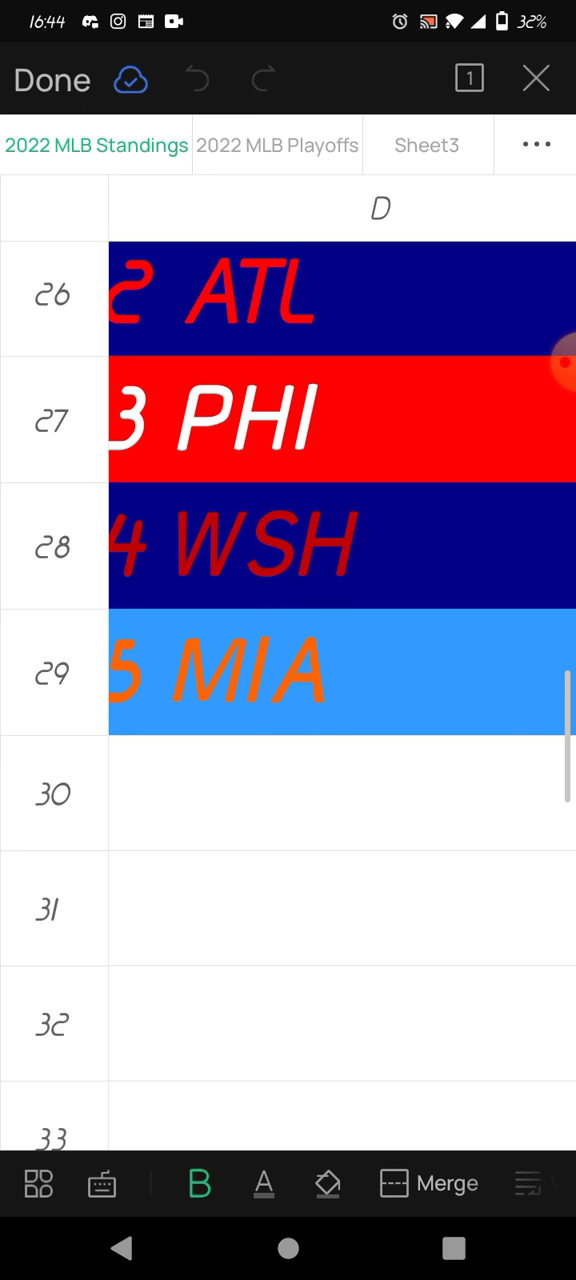 16:44 32%
Done 1
2022 MLB Standings 2022 MLB Playoffs Sheet3
D
26 2 ATL
27 3 PHI
28 4 WSH
29 5 MIA
30
31
32
33
B A Merge